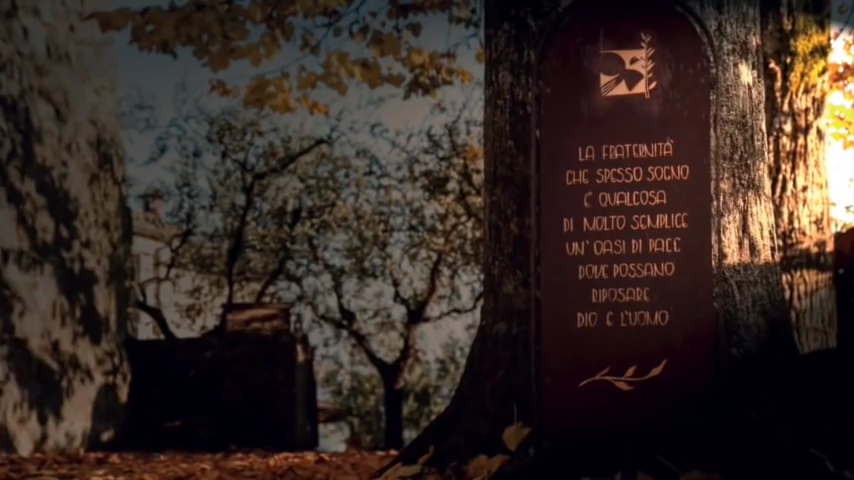 LA FRATERNITÀ
CHE SPESSO SOGNO
È QUALCOSA
DI MOLTO SEMPLICE
UN' OASI DI PACE
DOVE POSSANO
RIPOSARE
DIO E L'UOMO